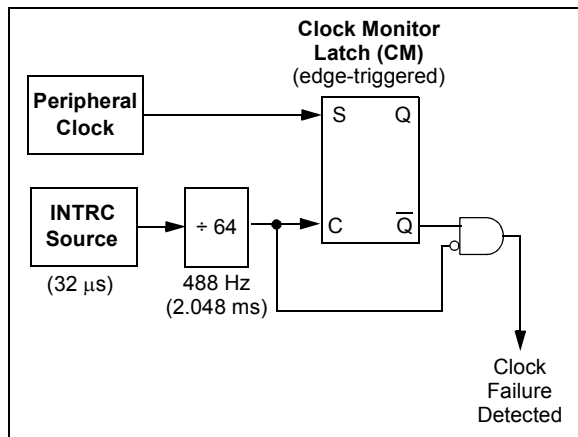 Clock Monitor
Latch (CM)
(edge-triggered)
Peripheral
Clock
S
Q
INTRC
Source
÷ 64
C
Q̅
(32 μs)
488 Hz
(2.048 ms)
Clock
Failure
Detected